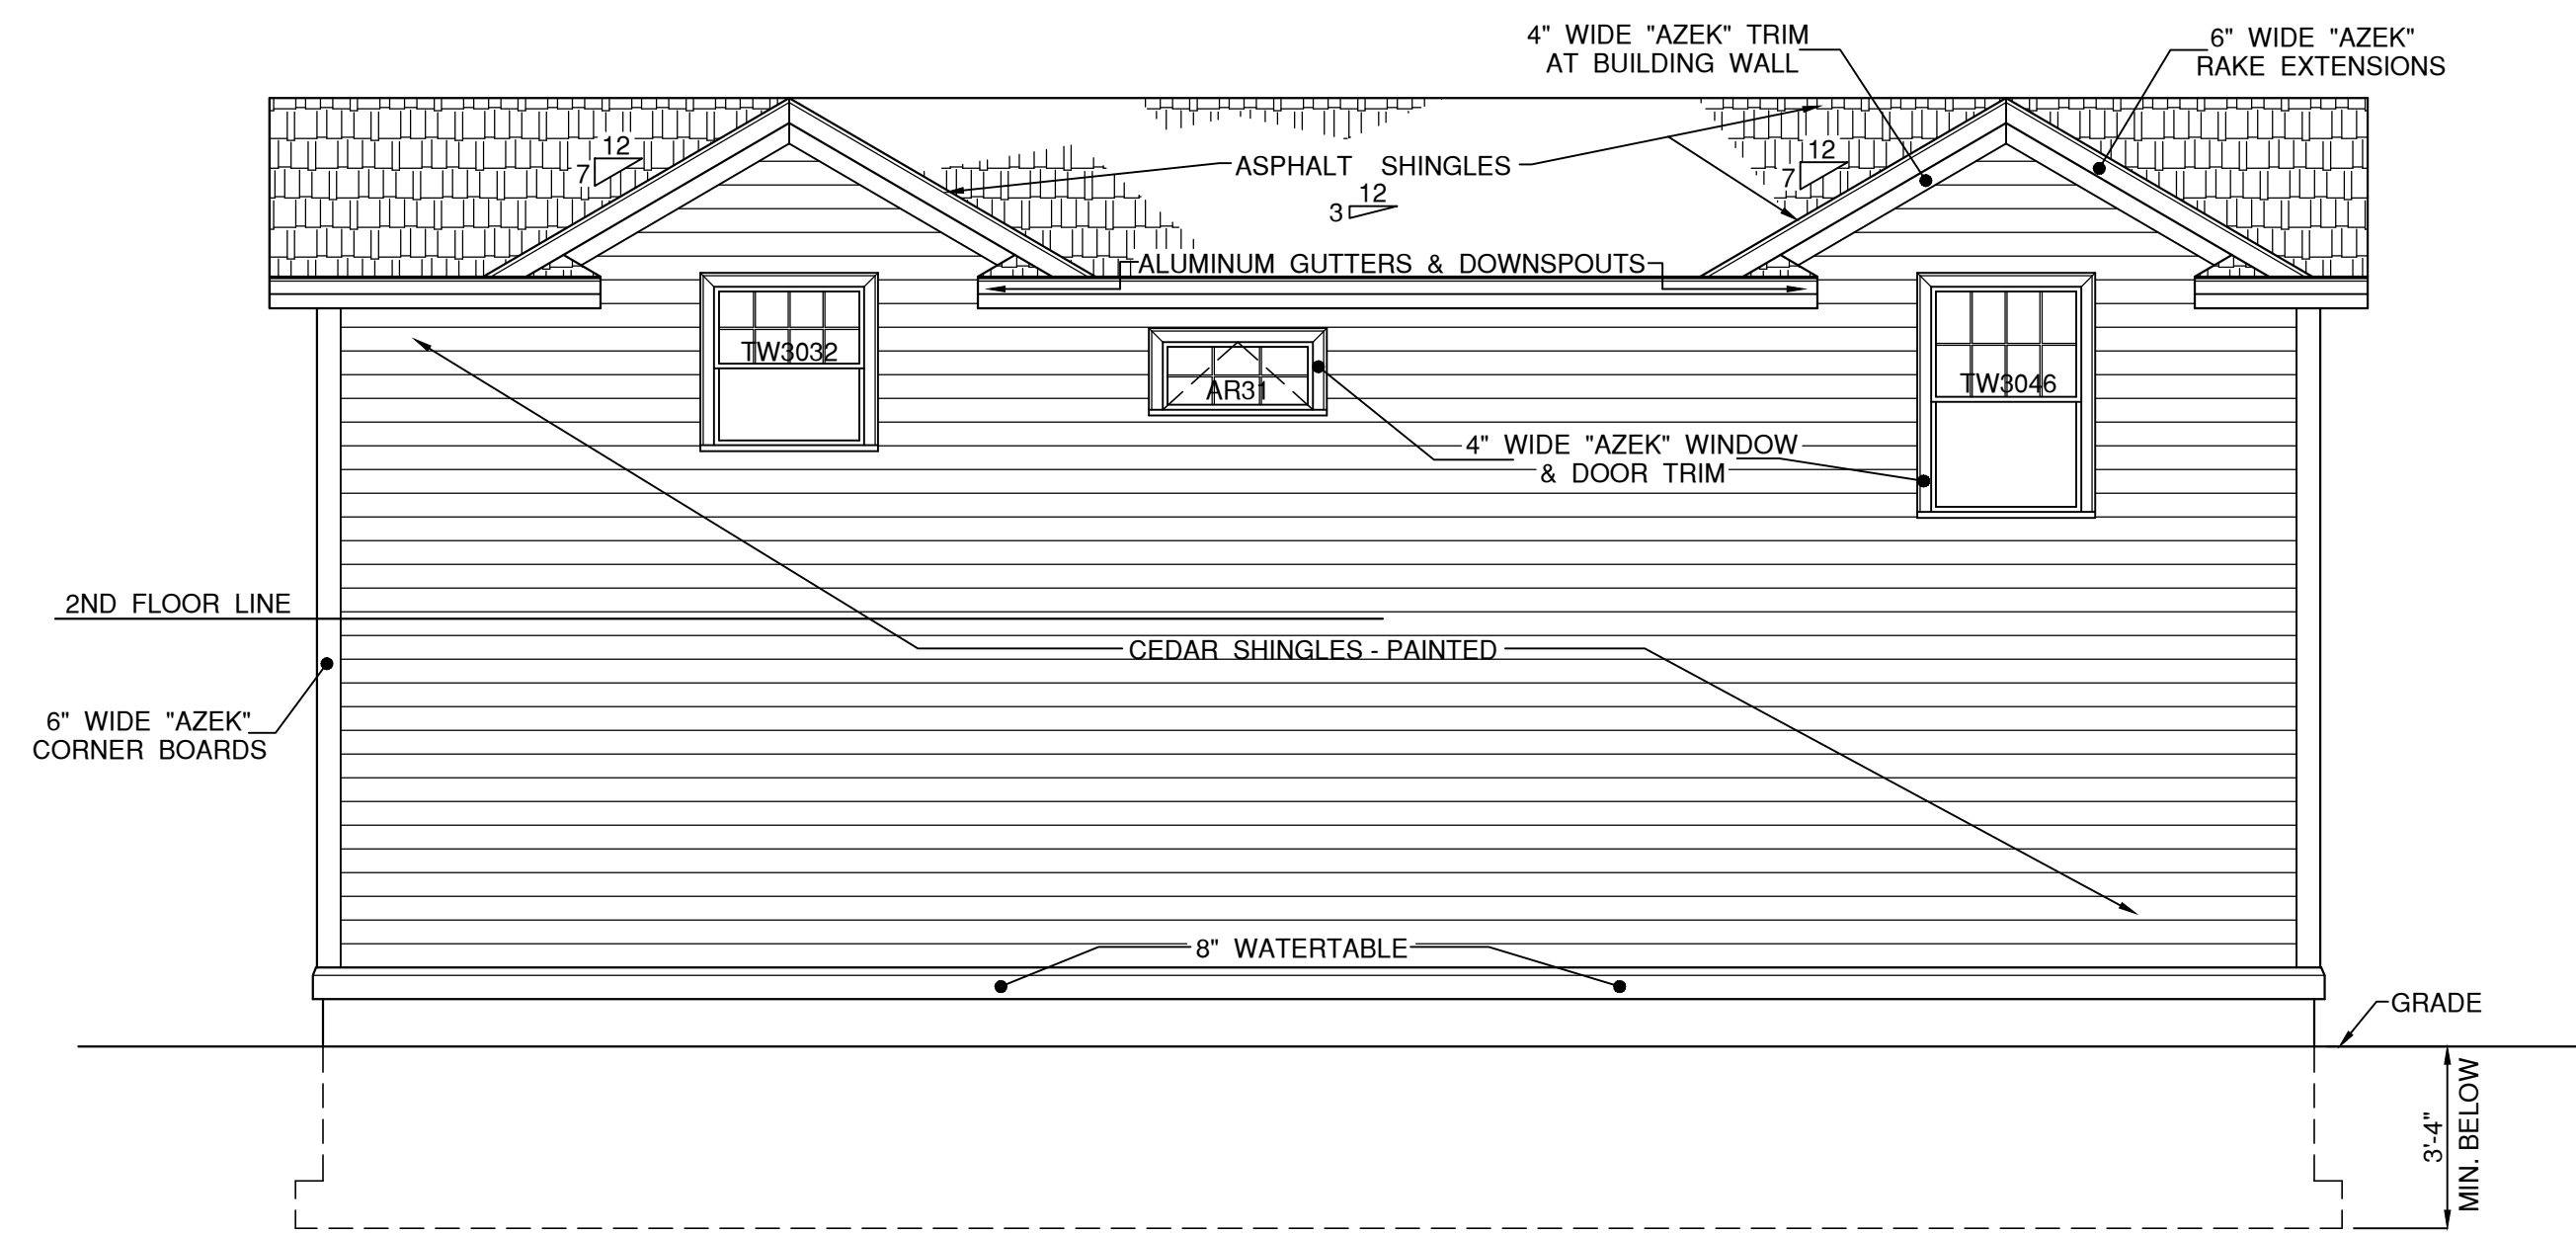 4" WIDE "AZEK" TRIM
AT BUILDING WALL
6" WIDE "AZEK"
RAKE EXTENSIONS
12
7
ASPHALT SHINGLES
12
3
12
7
ALUMINUM GUTTERS & DOWNSPOUTS
TW3032
AR31
TW3046
4" WIDE "AZEK" WINDOW
& DOOR TRIM
2ND FLOOR LINE
CEDAR SHINGLES - PAINTED
6" WIDE "AZEK"
CORNER BOARDS
8" WATERTABLE
GRADE
3'-4"
MIN. BELOW